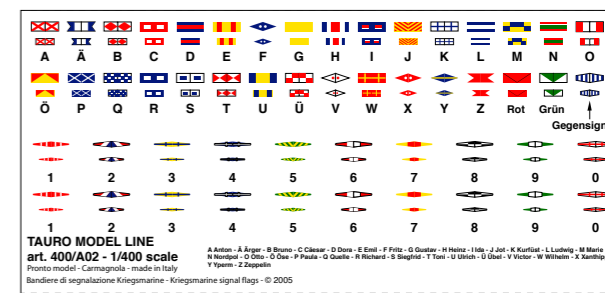 A Ä B C D E F G H I J K L M N O
Ö P Q R S T U Ü V W X Y Z Rot Grün
Gegensign
1 2 3 4 5 6 7 8 9 0
1 2 3 4 5 6 7 8 9 0
TAURO MODEL LINE
art. 400/A02 - 1/400 scale
Pronto model - Carmagnola - made in Italy
Bandiere di segnalazione Kriegsmarine - Kriegsmarine signal flags - © 2005
A Anton - Ä Ärger - B Bruno - C Cäesar - D Dora - E Emil - F Fritz - G Gustav - H Heinz - I Ida - J Jot - K Kurfüst - L Ludwig - M Marie
N Nordpol - O Otto - Ö Öse - P Paula - Q Quelle - R Richard - S Siegfrid - T Toni - U Ulrich - Ü Übel - V Victor - W Wilhelm - X Xanthip
Y Yperm - Z Zeppelin